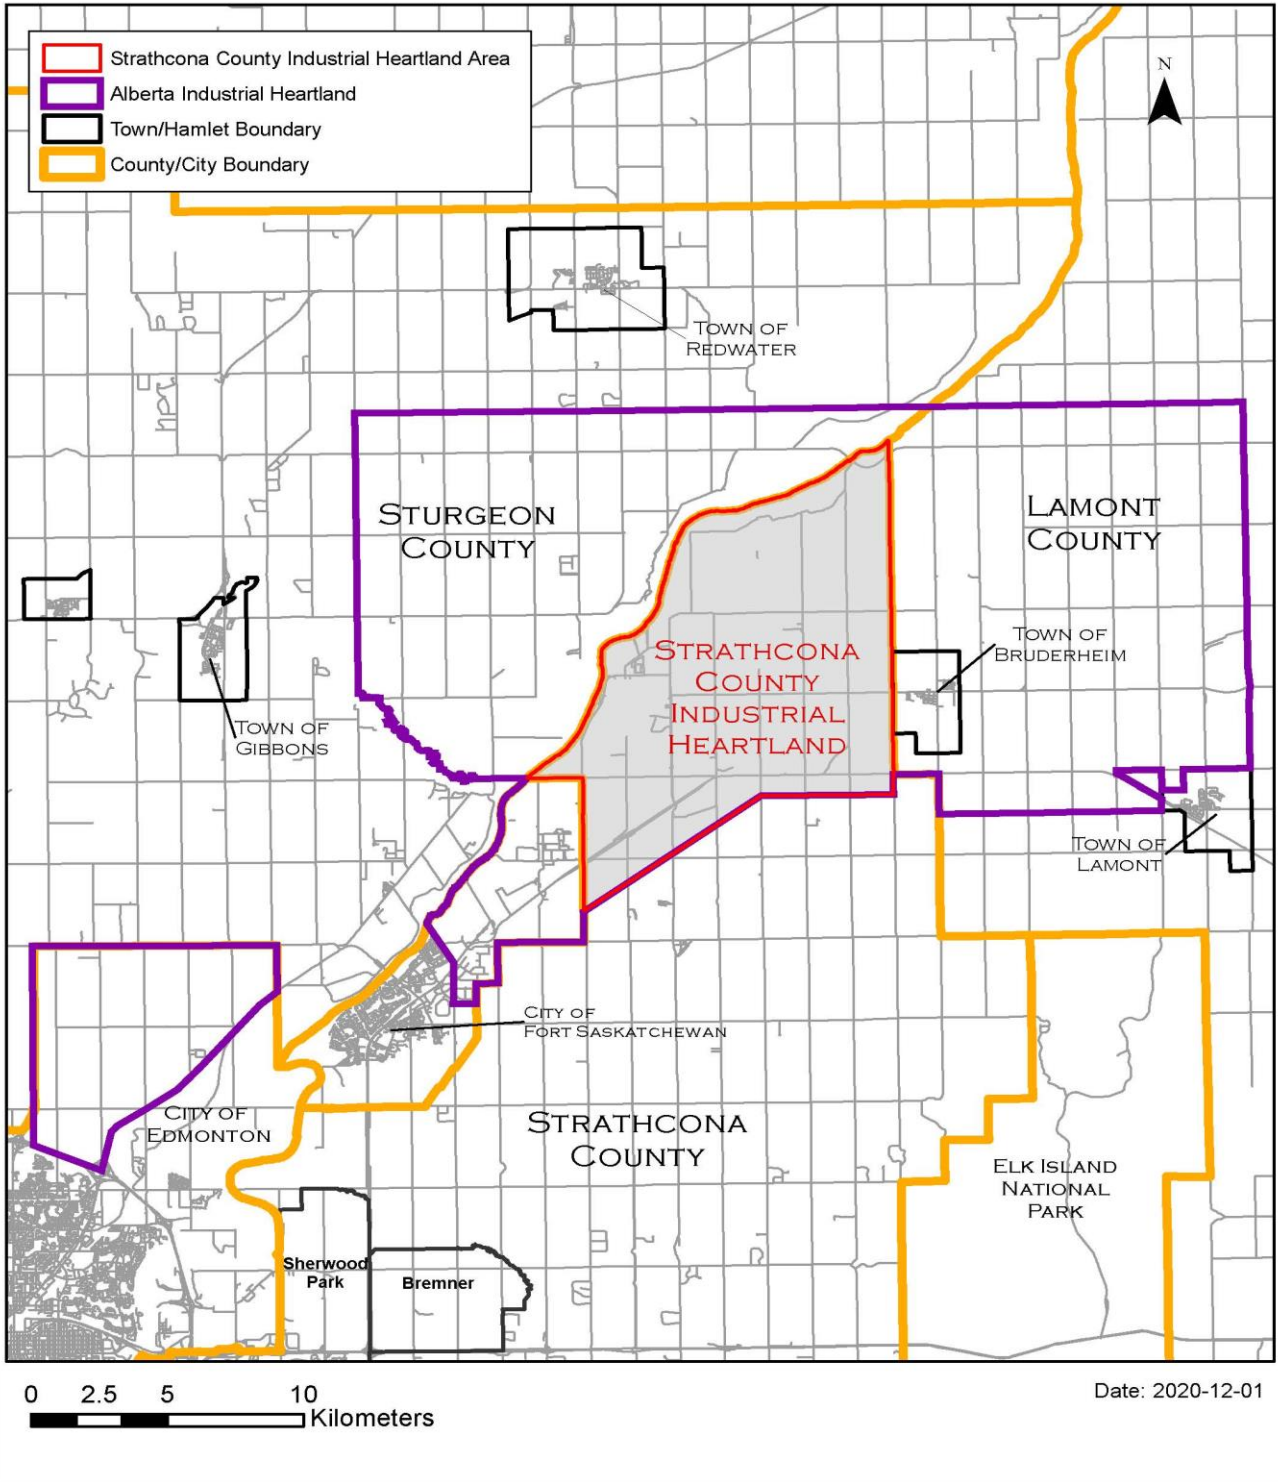 Strathcona County Industrial Heartland Area
Alberta Industrial Heartland
Town/Hamlet Boundary
County/City Boundary
N
TOWN OF
REDWATER
STURGEON
COUNTY
LAMONT
COUNTY
TOWN OF
BRUDERHEIM
STRATHCONA
COUNTY
INDUSTRIAL
HEARTLAND
TOWN OF
GIBBONS
TOWN OF
LAMONT
CITY OF
FORT SASKATCHEWAN
CITY OF
EDMONTON
STRATHCONA
COUNTY
ELK ISLAND
NATIONAL
PARK
Sherwood
Park
Bremner
0 2.5 5 10
Kilometers
Date: 2020-12-01